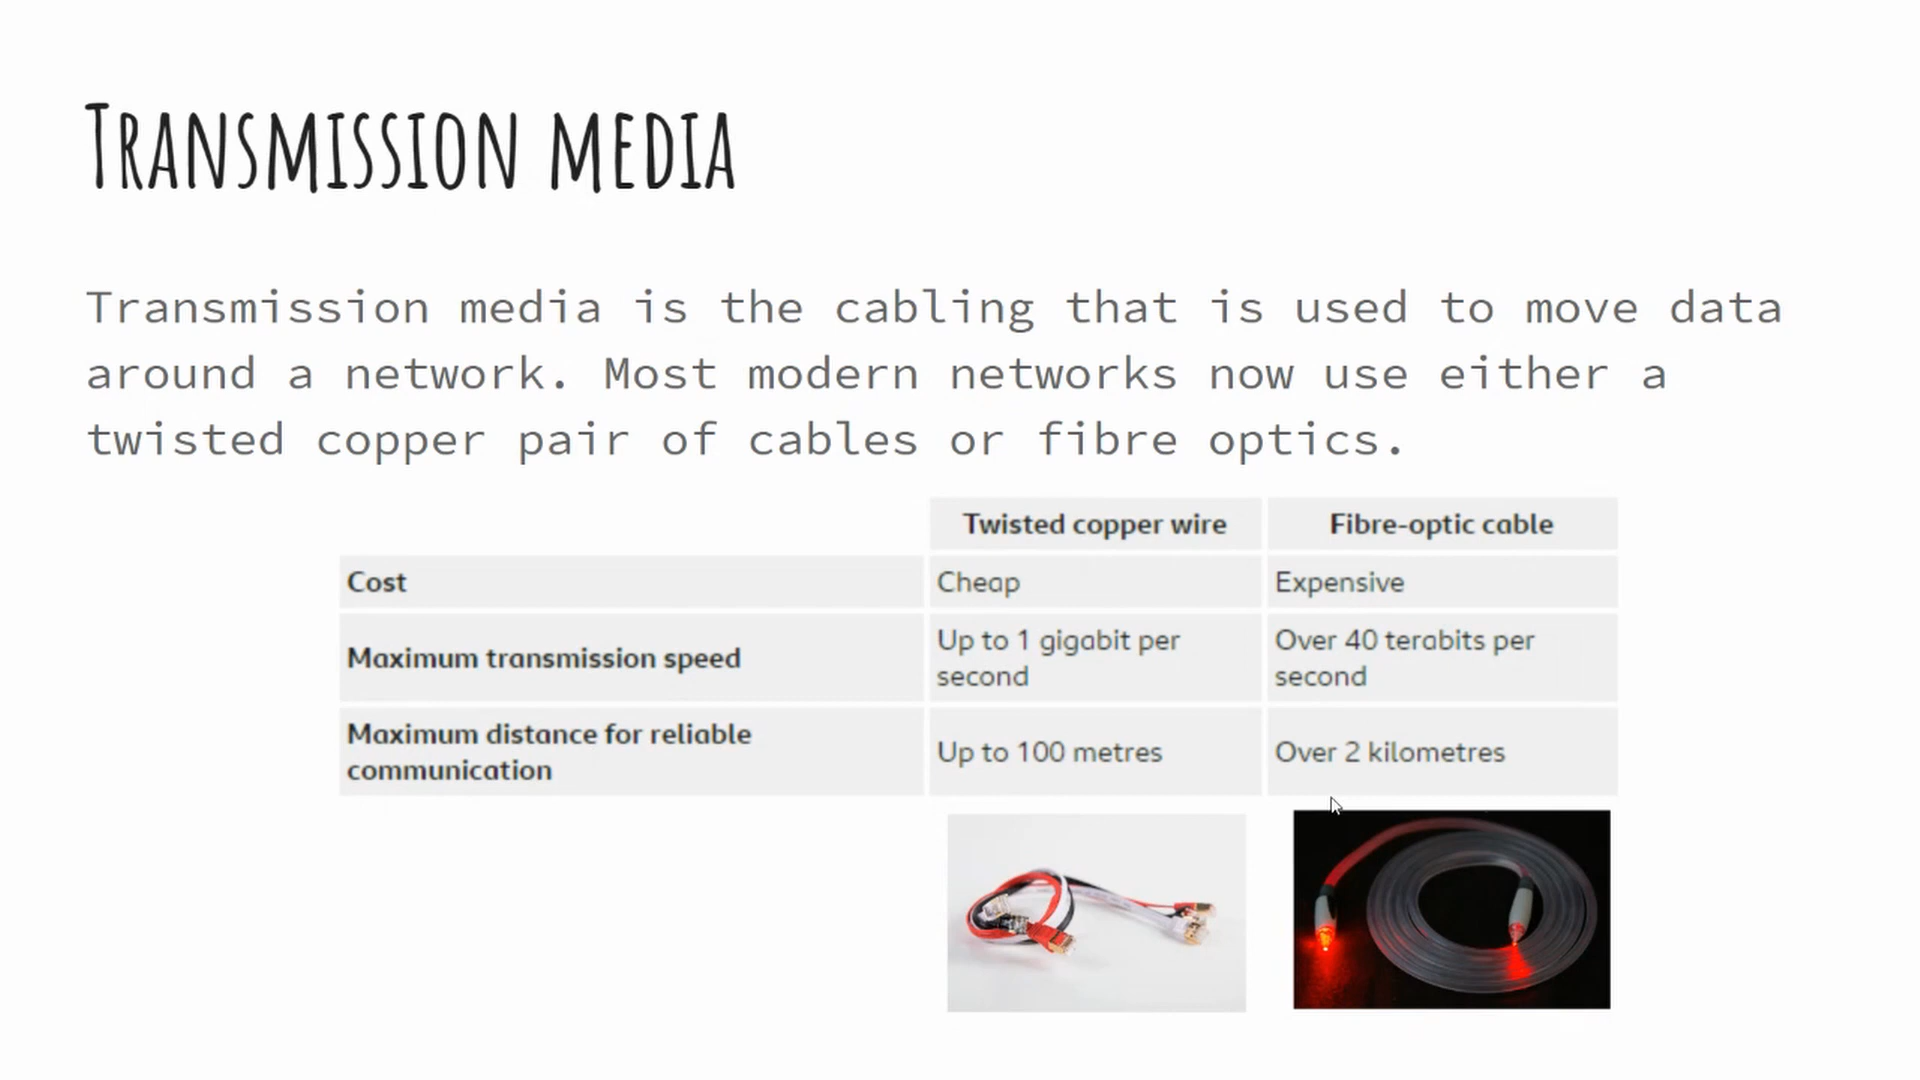 Transmission media
Transmission media is the cabling that is used to move data
around a network. Most modern networks now use either a
twisted copper pair of cables or fibre optics.
Twisted copper wire Fibre-optic cable
Cost Cheap Expensive
Maximum transmission speed Up to 1 gigabit per second Over 40 terabits per second
Maximum distance for reliable communication Up to 100 metres Over 2 kilometres